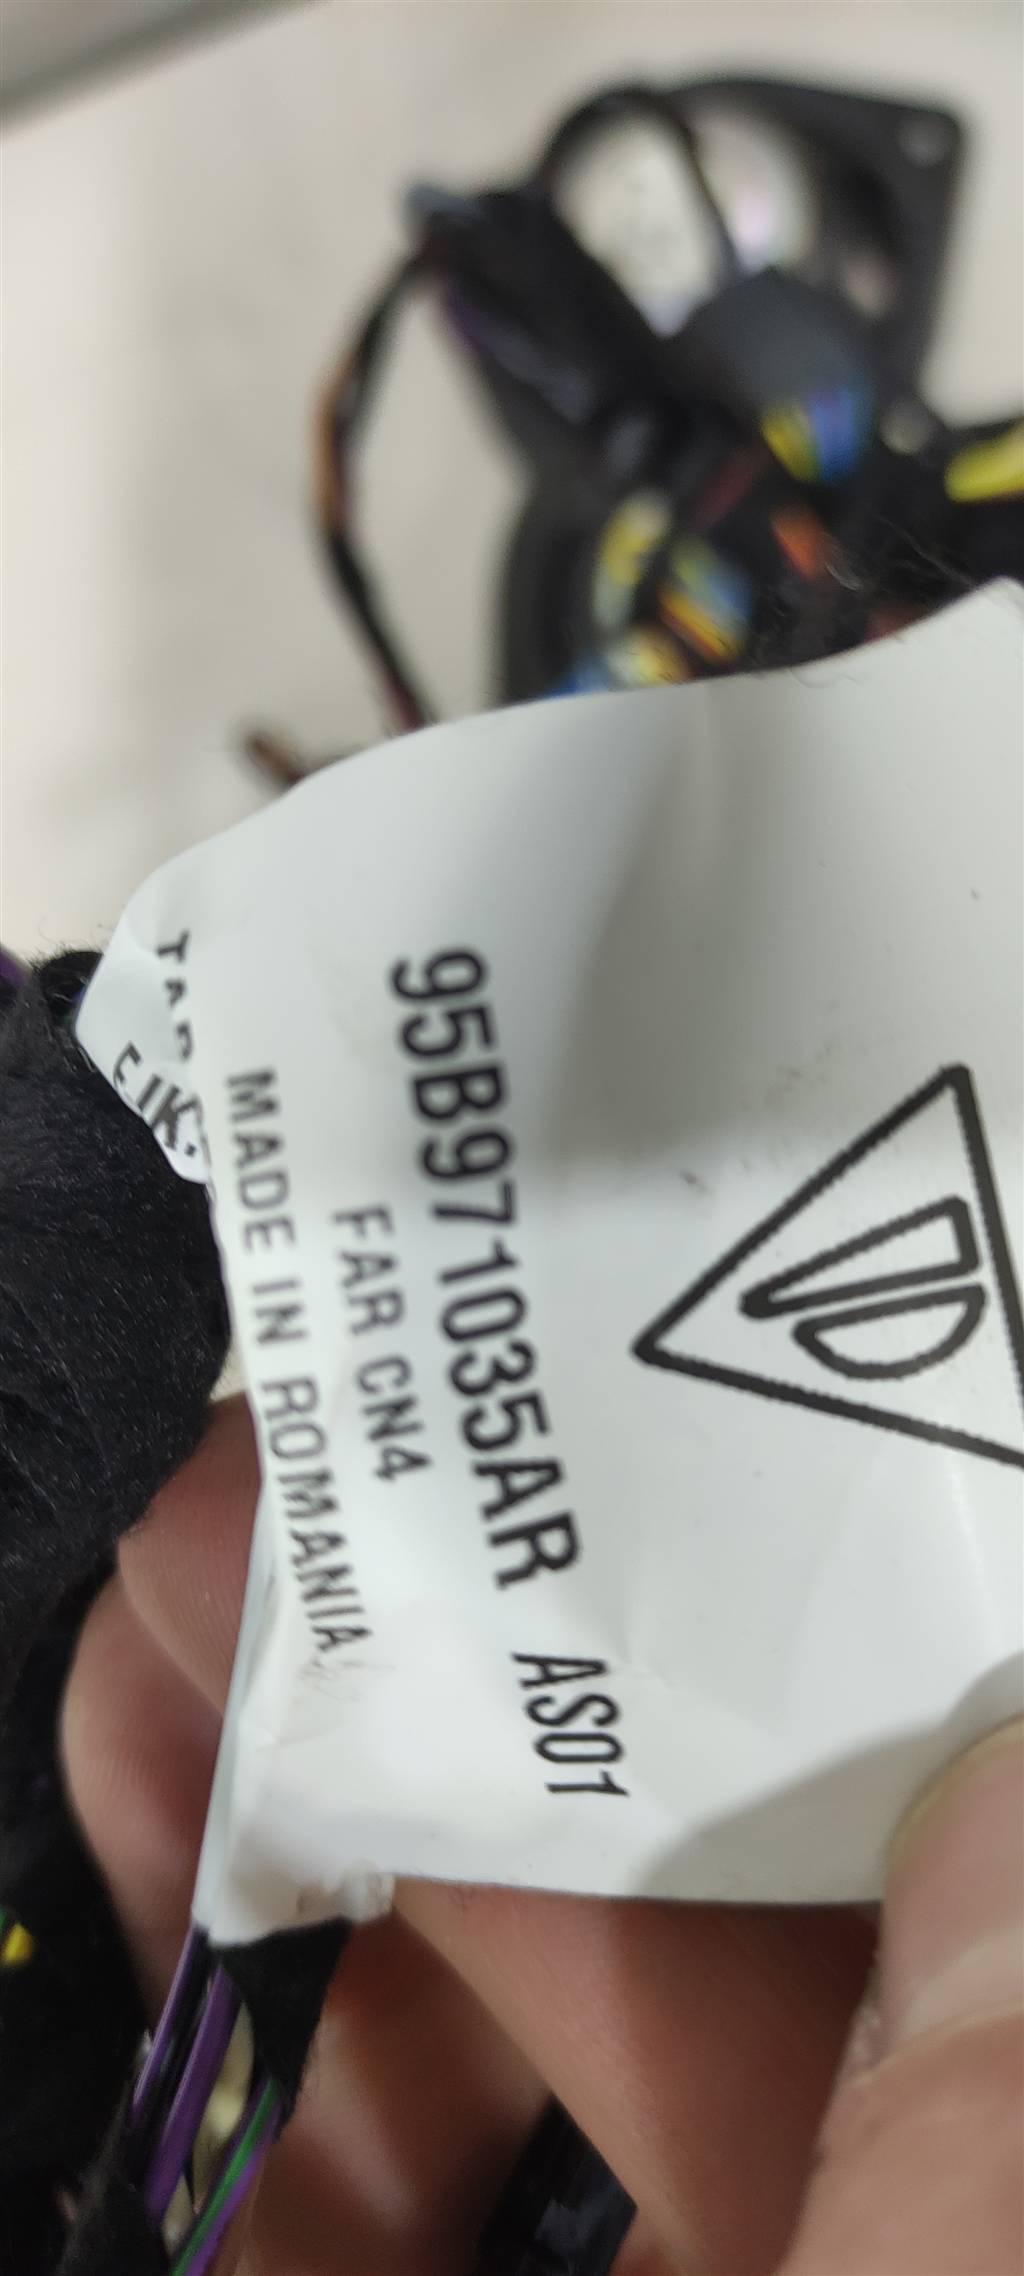 95B971035AR AS01
FAR CN4
MADE IN ROMANIA